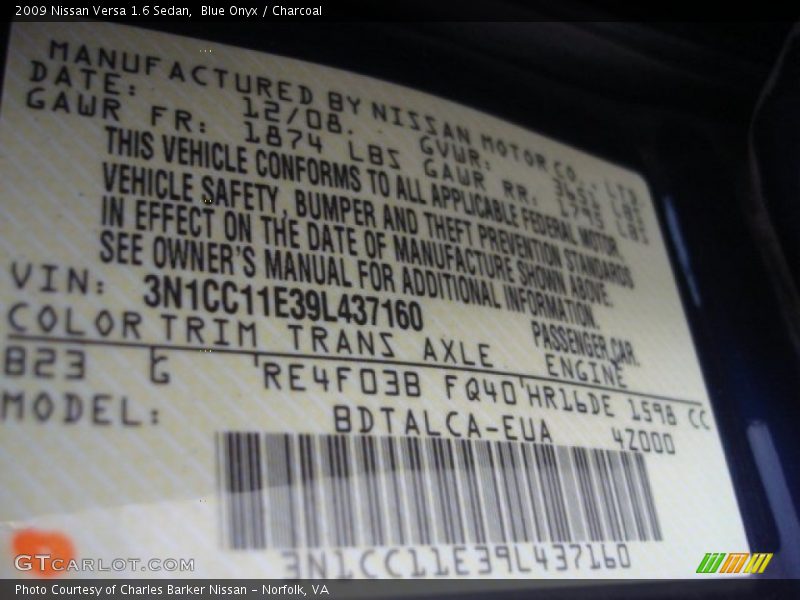 2009 Nissan Versa 1.6 Sedan, Blue Onyx / Charcoal
MANUFACTURED BY NISSAN MOTOR CO., LTD
DATE: 12/08. GVWR: LBS
GAWR FR: 1874 LBS GAWR RR: LBS
THIS VEHICLE CONFORMS TO ALL APPLICABLE FEDERAL MOTOR
VEHICLE SAFETY, BUMPER AND THEFT PREVENTION STANDARDS
IN EFFECT ON THE DATE OF MANUFACTURE SHOWN ABOVE.
SEE OWNER'S MANUAL FOR ADDITIONAL INFORMATION.
VIN: 3N1CC11E39L437160 PASSENGER CAR.
COLOR TRIM TRANS AXLE ENGINE
B23 G RE4F03B FQ40 HR16DE 1598 CC
MODEL: BDTALCA-EUA 4Z000
3N1CC11E39L437160
GTCARLOT.COM
Photo Courtesy of Charles Barker Nissan - Norfolk, VA